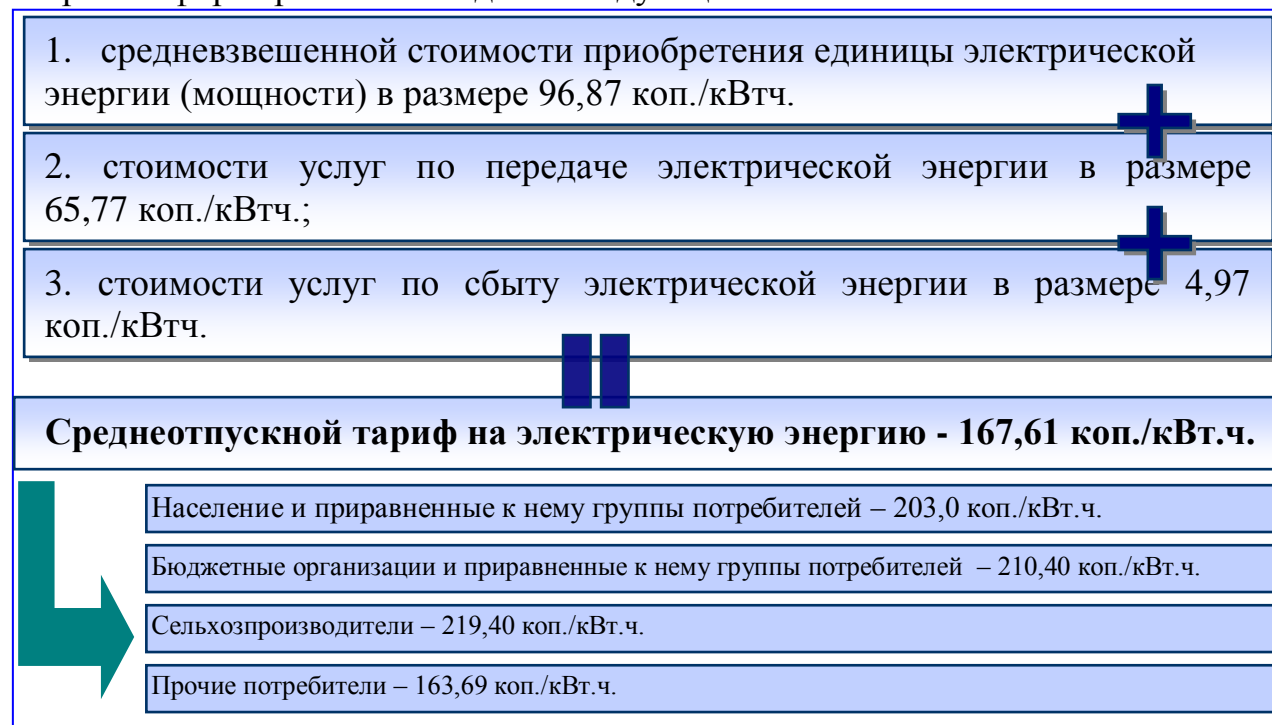 1. средневзвешенной стоимости приобретения единицы электрической
энергии (мощности) в размере 96,87 коп./кВтч.
2. стоимости услуг по передаче электрической энергии в размере
65,77 коп./кВтч.;
3. стоимости услуг по сбыту электрической энергии в размере 4,97
коп./кВтч.
Среднеотпускной тариф на электрическую энергию - 167,61 коп./кВт.ч.
Население и приравненные к нему группы потребителей – 203,0 коп./кВт.ч.
Бюджетные организации и приравненные к нему группы потребителей – 210,40 коп./кВт.ч.
Сельхозпроизводители – 219,40 коп./кВт.ч.
Прочие потребители – 163,69 коп./кВт.ч.